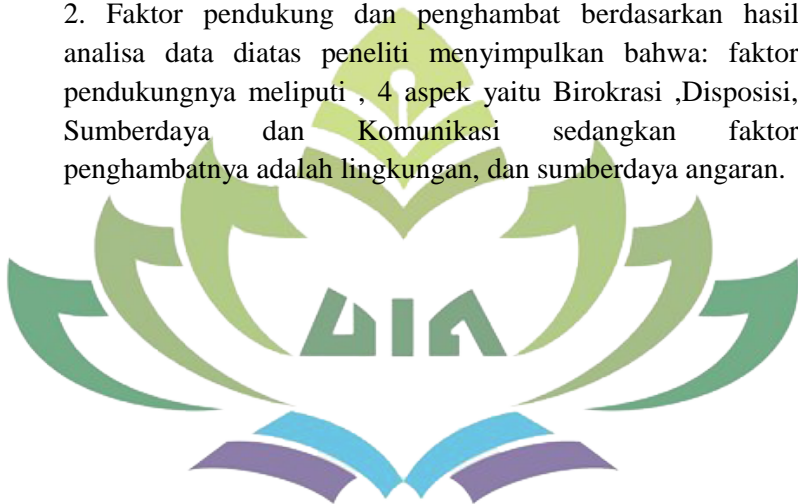 2. Faktor pendukung dan penghambat berdasarkan hasil
analisa data diatas peneliti menyimpulkan bahwa: faktor
pendukungnya meliputi , 4 aspek yaitu Birokrasi ,Disposisi,
Sumberdaya dan Komunikasi sedangkan faktor
penghambatnya adalah lingkungan, dan sumberdaya angaran.
UIN